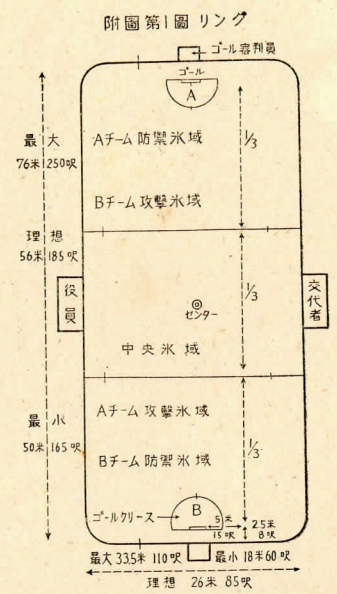 附圖第1圖 リング
ゴール審判員
ゴール
A
最大
76米 250呎
Aチーム防禦氷域
1/3
Bチーム攻擊氷域
理想
56米 185呎
役員
交代者
1/3
センター
中央氷域
最小
50米 165呎
Aチーム攻擊氷域
1/3
Bチーム防禦氷域
B
ゴールクリース
5米
15呎
2.5米
8呎
最大 33.5米 110呎
最小 18米 60呎
理想 26米 85呎